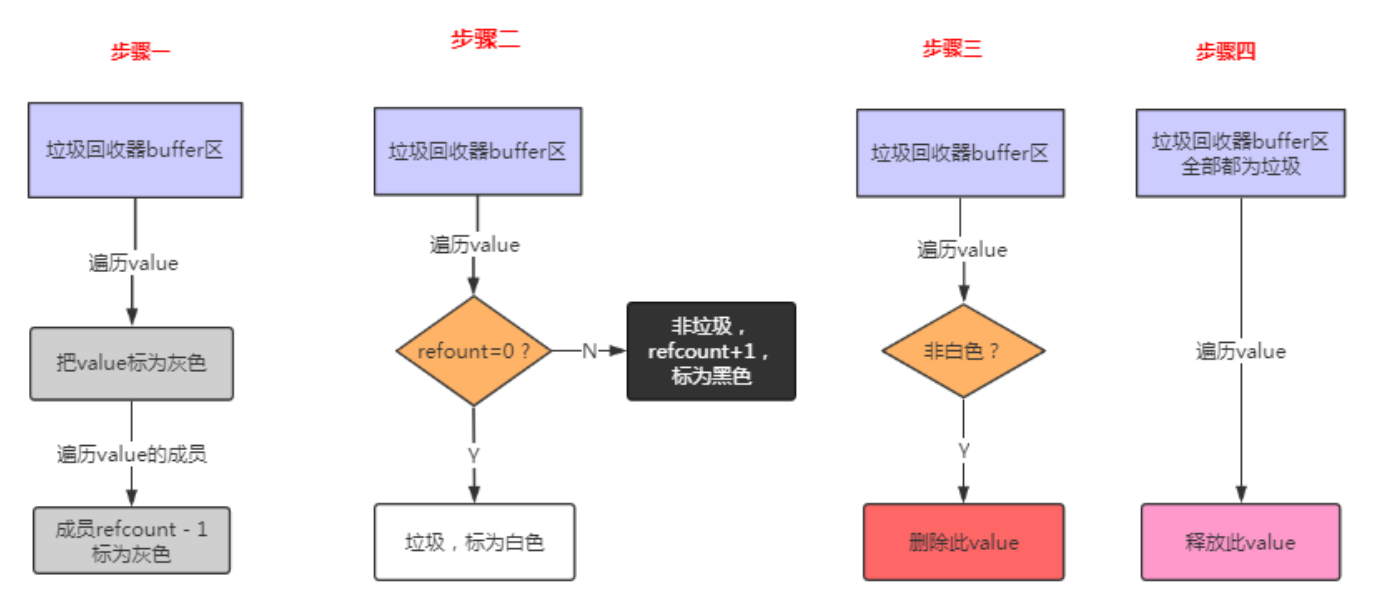 步骤一
垃圾回收器buffer区
遍历value
把value标为灰色
遍历value的成员
成员refcount - 1
标为灰色
步骤二
垃圾回收器buffer区
遍历value
refount=0？
N
非垃圾，
refcount+1，
标为黑色
Y
垃圾，标为白色
步骤三
垃圾回收器buffer区
遍历value
非白色？
Y
删除此value
步骤四
垃圾回收器buffer区
全部都为垃圾
遍历value
释放此value